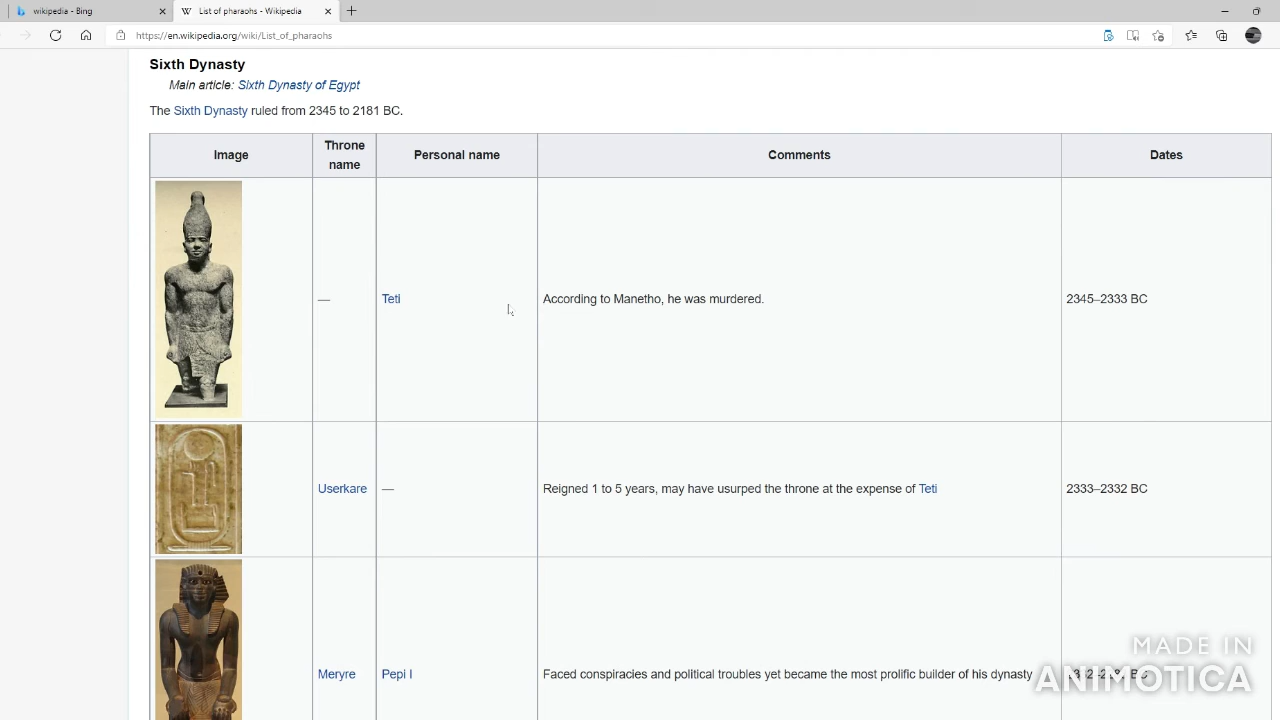 wikipedia - Bing
List of pharaohs - Wikipedia
https://en.wikipedia.org/wiki/List_of_pharaohs
Sixth Dynasty
Main article: Sixth Dynasty of Egypt
The Sixth Dynasty ruled from 2345 to 2181 BC.
Image Throne name Personal name Comments Dates
— Teti According to Manetho, he was murdered. 2345–2333 BC
Userkare — Reigned 1 to 5 years, may have usurped the throne at the expense of Teti 2333–2332 BC
Meryre Pepi I Faced conspiracies and political troubles yet became the most prolific builder of his dynasty BC
MADE IN
ANIMOTICA